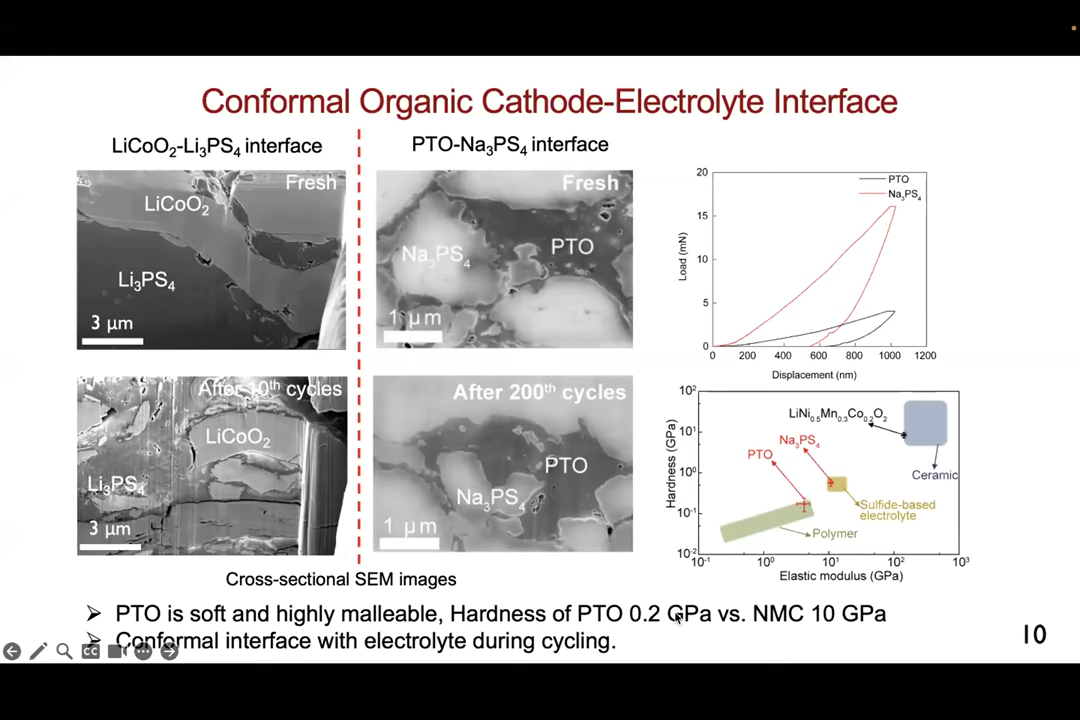 Conformal Organic Cathode-Electrolyte Interface
LiCoO₂-Li₃PS₄ interface
PTO-Na₃PS₄ interface
Fresh
LiCoO₂
Li₃PS₄
3 µm
Fresh
Na₃PS₄
PTO
1 µm
After 10th cycles
LiCoO₂
Li₃PS₄
3 µm
After 200th cycles
PTO
Na₃PS₄
1 µm
Cross-sectional SEM images
PTO
Na₃PS₄
Load (mN)
20
15
10
5
0
0 200 400 600 800 1000 1200
Displacement (nm)
Hardness (GPa)
10²
10¹
10⁰
10⁻¹
10⁻²
LiNi₀.₅Mn₀.₃Co₀.₂O₂
Na₃PS₄
PTO
Ceramic
Sulfide-based
electrolyte
Polymer
10⁻¹ 10⁰ 10¹ 10² 10³
Elastic modulus (GPa)
➢ PTO is soft and highly malleable, Hardness of PTO 0.2 GPa vs. NMC 10 GPa
➢ Conformal interface with electrolyte during cycling.
CC
10